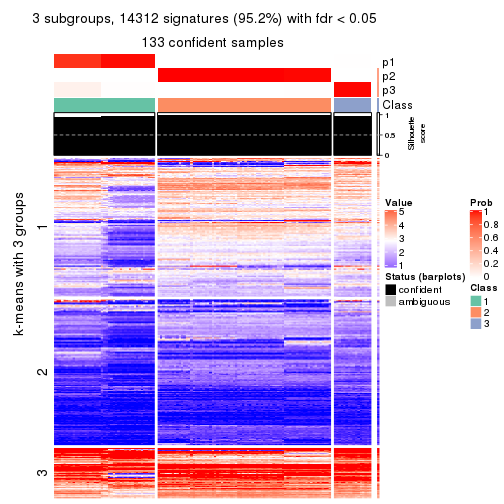 3 subgroups, 14312 signatures (95.2%) with fdr < 0.05
133 confident samples
p1
p2
p3
Class
1
0.5
0
Silhouette
score
k-means with 3 groups
1
2
3
Value
5
4
3
2
1
Status (barplots)
confident
ambiguous
Prob
1
0.8
0.6
0.4
0.2
0
Class
1
2
3